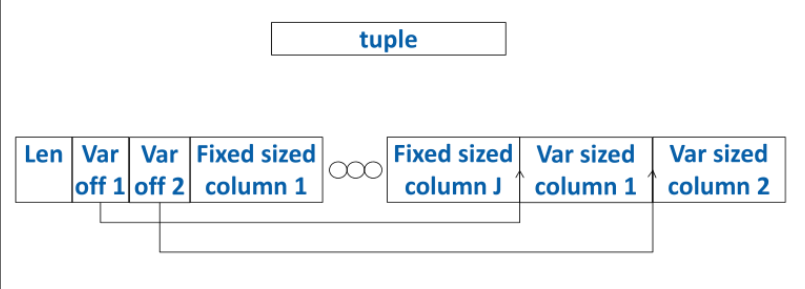 tuple
Len
Var
off 1
Var
off 2
Fixed sized
column 1
Fixed sized
column J
Var sized
column 1
Var sized
column 2